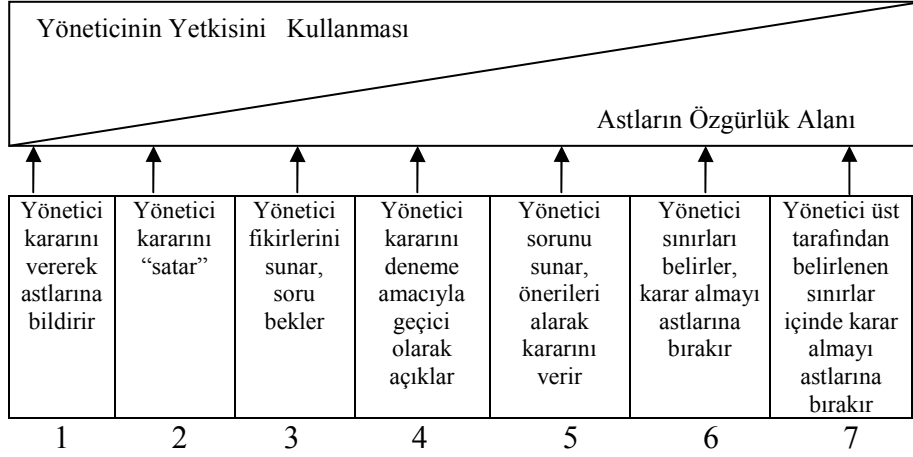 Yöneticinin Yetkisini Kullanması
Astların Özgürlük Alanı
Yönetici
kararını
vererek
astlarına
bildirir
Yönetici
kararını
“satar”
Yönetici
fikirlerini
sunar,
soru
bekler
Yönetici
kararını
deneme
amacıyla
geçici
olarak
açıklar
Yönetici
sorunu
sunar,
önerileri
alarak
kararını
verir
Yönetici
sınırları
belirler,
karar almayı
astlarına
bırakır
Yönetici üst
tarafından
belirlenen
sınırlar
içinde karar
almayı
astlarına
bırakır
1 2 3 4 5 6 7